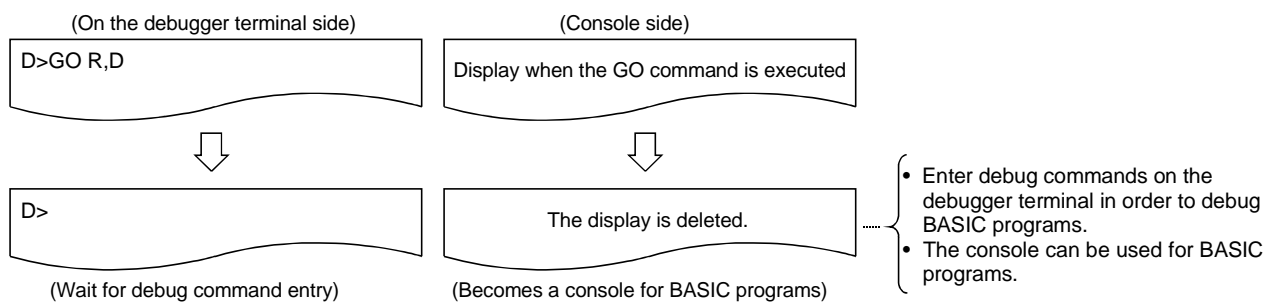 (On the debugger terminal side)
(Console side)
D>GO R,D
Display when the GO command is executed
D>
The display is deleted.
• Enter debug commands on the
debugger terminal in order to debug
BASIC programs.
• The console can be used for BASIC
programs.
(Wait for debug command entry)
(Becomes a console for BASIC programs)